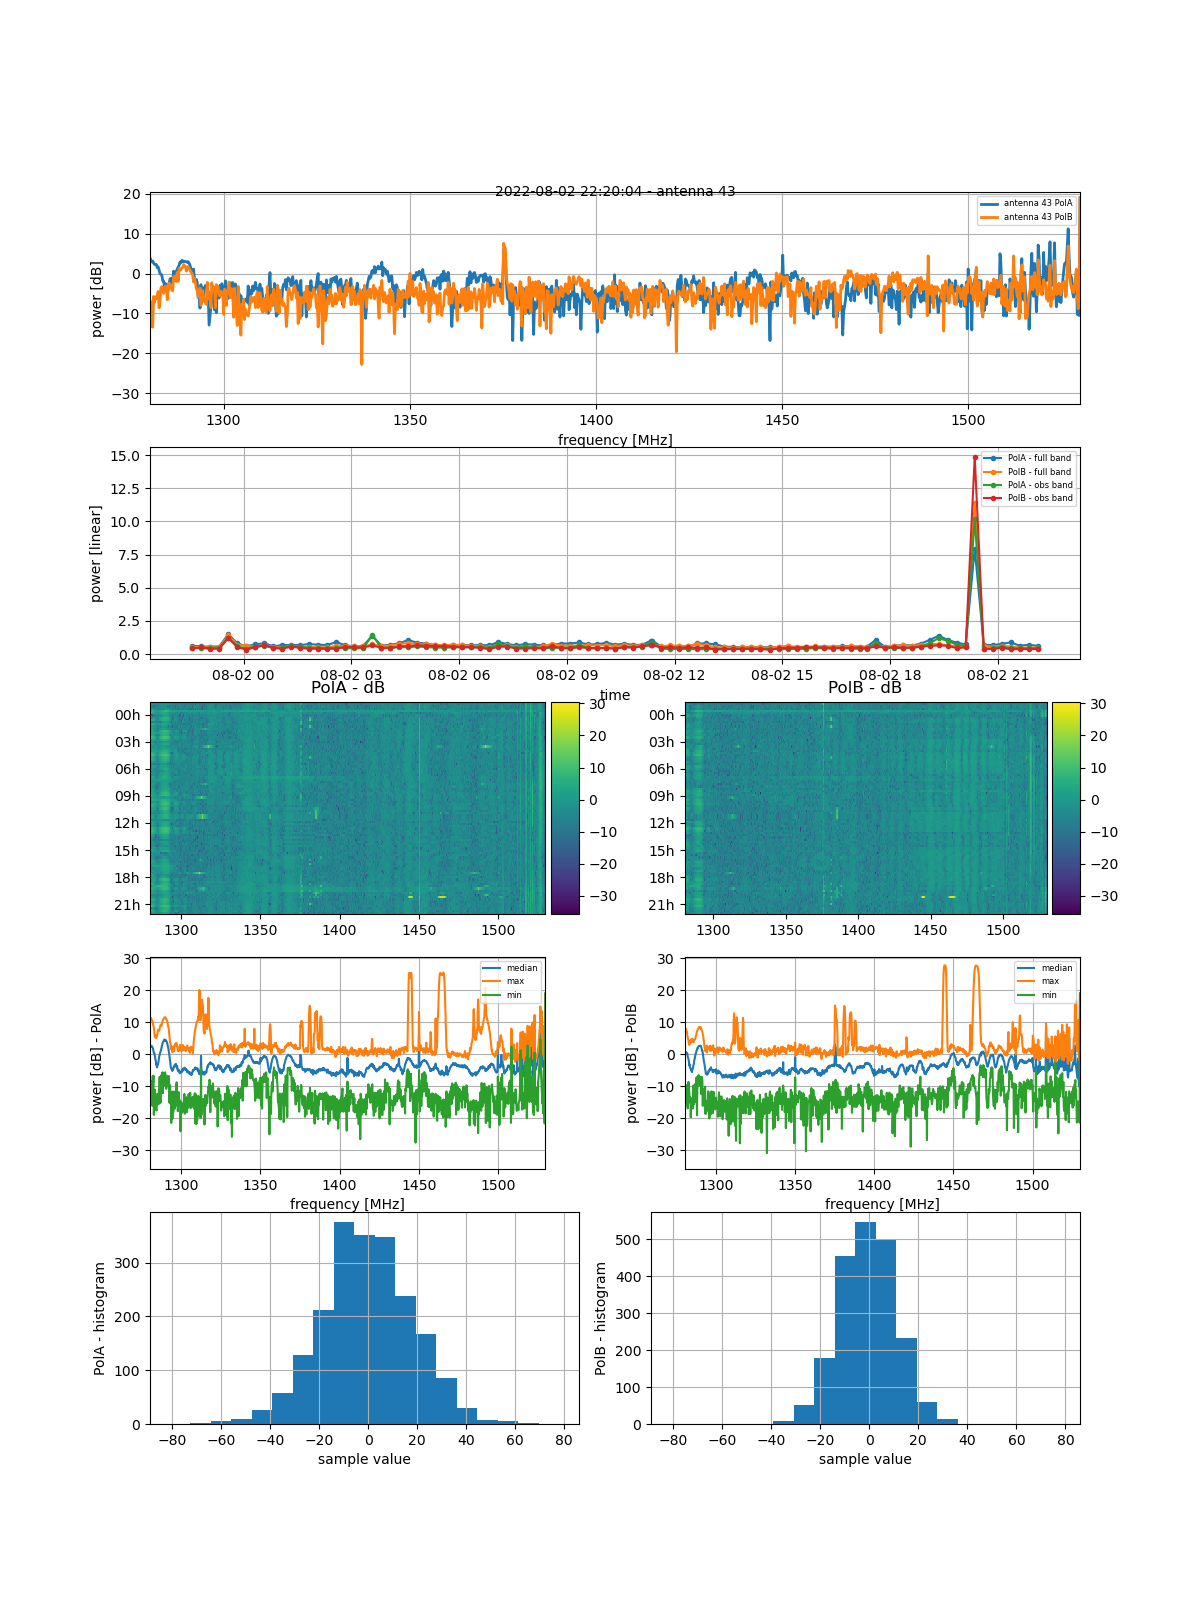 2022-08-02 22:20:04 - antenna 43
20
10
0
−10
−20
−30
power [dB]
antenna 43 PolA
antenna 43 PolB
1300 1350 1400 1450 1500
frequency [MHz]
15.0
12.5
10.0
7.5
5.0
2.5
0.0
power [linear]
PolA - full band
PolB - full band
PolA - obs band
PolB - obs band
08-02 00 08-02 03 08-02 06 08-02 09 08-02 12 08-02 15 08-02 18 08-02 21
time
PolA - dB
00h
03h
06h
09h
12h
15h
18h
21h
1300 1350 1400 1450 1500
30
20
10
0
−10
−20
−30
PolB - dB
00h
03h
06h
09h
12h
15h
18h
21h
1300 1350 1400 1450 1500
30
20
10
0
−10
−20
−30
30
20
10
0
−10
−20
−30
power [dB] - PolA
median
max
min
1300 1350 1400 1450 1500
frequency [MHz]
30
20
10
0
−10
−20
−30
power [dB] - PolB
median
max
min
1300 1350 1400 1450 1500
frequency [MHz]
300
200
100
0
PolA - histogram
−80 −60 −40 −20 0 20 40 60 80
sample value
500
400
300
200
100
0
PolB - histogram
−80 −60 −40 −20 0 20 40 60 80
sample value